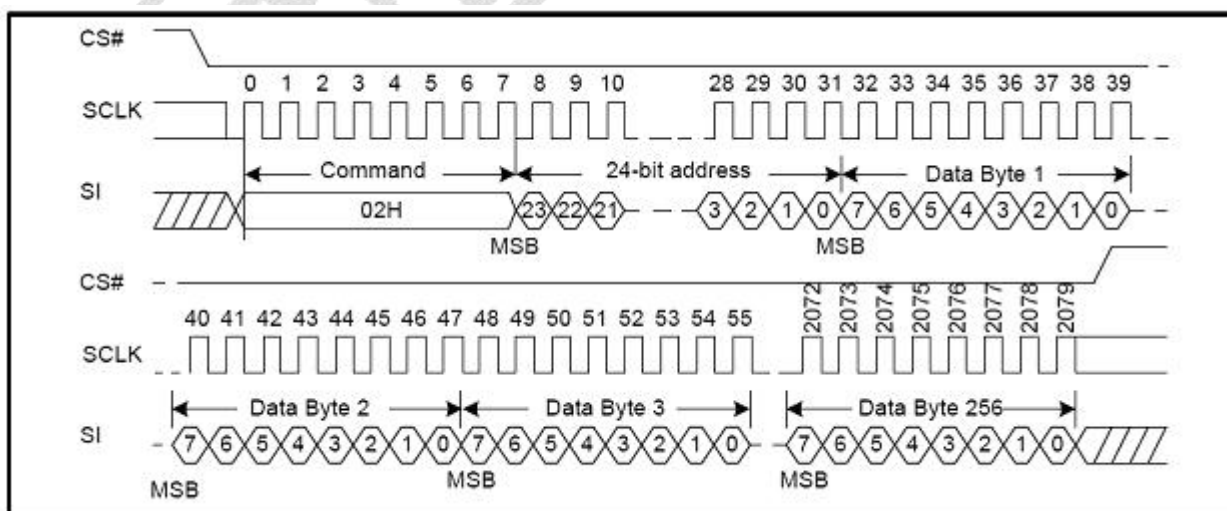 CS#
0 1 2 3 4 5 6 7 8 9 10 28 29 30 31 32 33 34 35 36 37 38 39
SCLK
Command 24-bit address Data Byte 1
SI 02H 23 22 21 3 2 1 0 7 6 5 4 3 2 1 0
MSB MSB
CS#
40 41 42 43 44 45 46 47 48 49 50 51 52 53 54 55 2072 2073 2074 2075 2076 2077 2078 2079
SCLK
Data Byte 2 Data Byte 3 Data Byte 256
SI 7 6 5 4 3 2 1 0 7 6 5 4 3 2 1 0 7 6 5 4 3 2 1 0
MSB MSB MSB